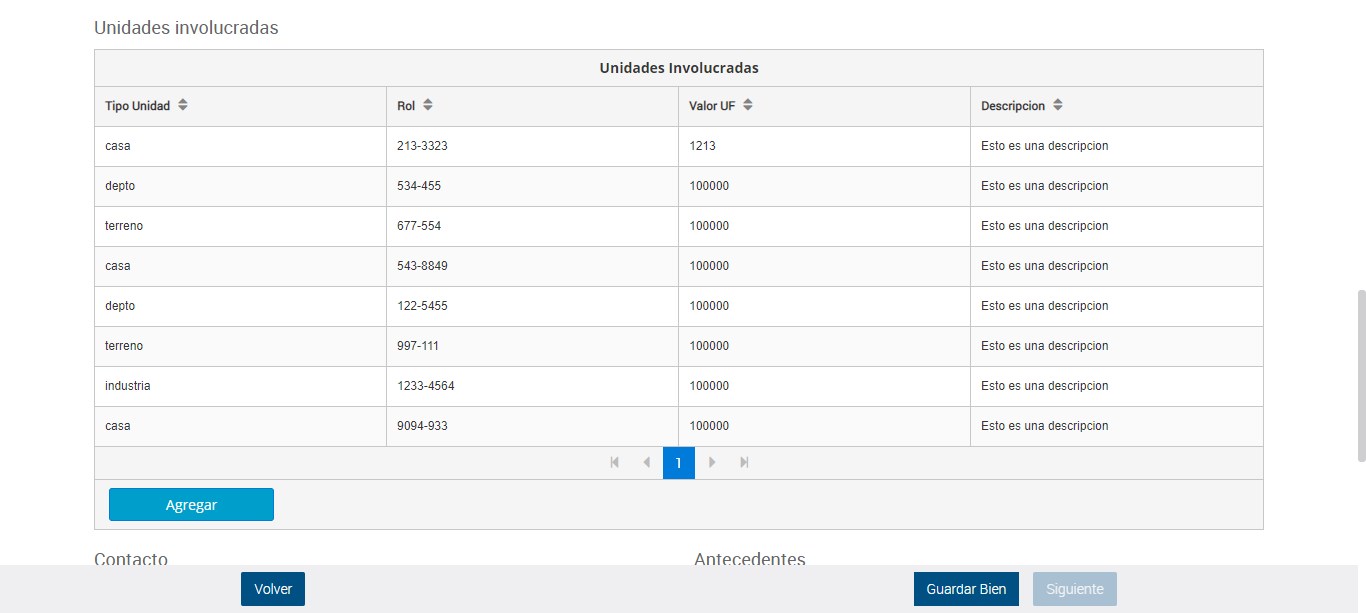 Unidades involucradas
Unidades Involucradas
Tipo Unidad Rol Valor UF Descripcion
casa 213-3323 1213 Esto es una descripcion
depto 534-455 100000 Esto es una descripcion
terreno 677-554 100000 Esto es una descripcion
casa 543-8849 100000 Esto es una descripcion
depto 122-5455 100000 Esto es una descripcion
terreno 997-111 100000 Esto es una descripcion
industria 1233-4564 100000 Esto es una descripcion
casa 9094-933 100000 Esto es una descripcion
1
Agregar
Contacto Antecedentes
Volver Guardar Bien Siguiente